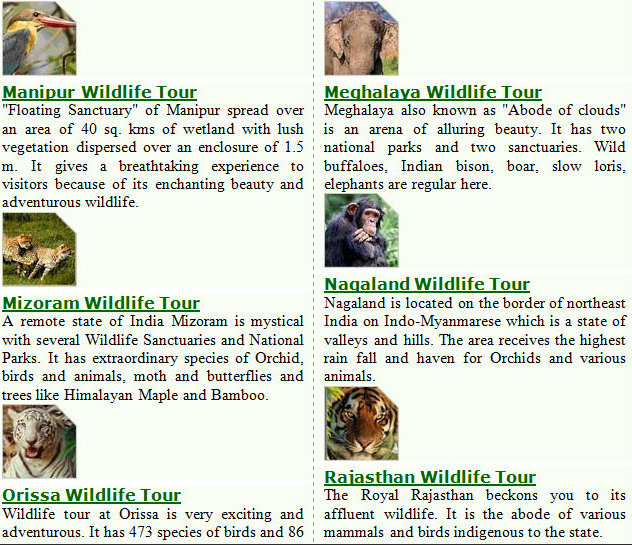 Manipur Wildlife Tour
"Floating Sanctuary" of Manipur spread over
an area of 40 sq. kms of wetland with lush
vegetation dispersed over an enclosure of 1.5
m. It gives a breathtaking experience to
visitors because of its enchanting beauty and
adventurous wildlife.
Mizoram Wildlife Tour
A remote state of India Mizoram is mystical
with several Wildlife Sanctuaries and National
Parks. It has extraordinary species of Orchid,
birds and animals, moth and butterflies and
trees like Himalayan Maple and Bamboo.
Orissa Wildlife Tour
Wildlife tour at Orissa is very exciting and
adventurous. It has 473 species of birds and 86
Meghalaya Wildlife Tour
Meghalaya also known as "Abode of clouds"
is an arena of alluring beauty. It has two
national parks and two sanctuaries. Wild
buffaloes, Indian bison, boar, slow loris,
elephants are regular here.
Nagaland Wildlife Tour
Nagaland is located on the border of northeast
India on Indo-Myanmarese which is a state of
valleys and hills. The area receives the highest
rain fall and haven for Orchids and various
animals.
Rajasthan Wildlife Tour
The Royal Rajasthan beckons you to its
affluent wildlife. It is the abode of various
mammals and birds indigenous to the state.